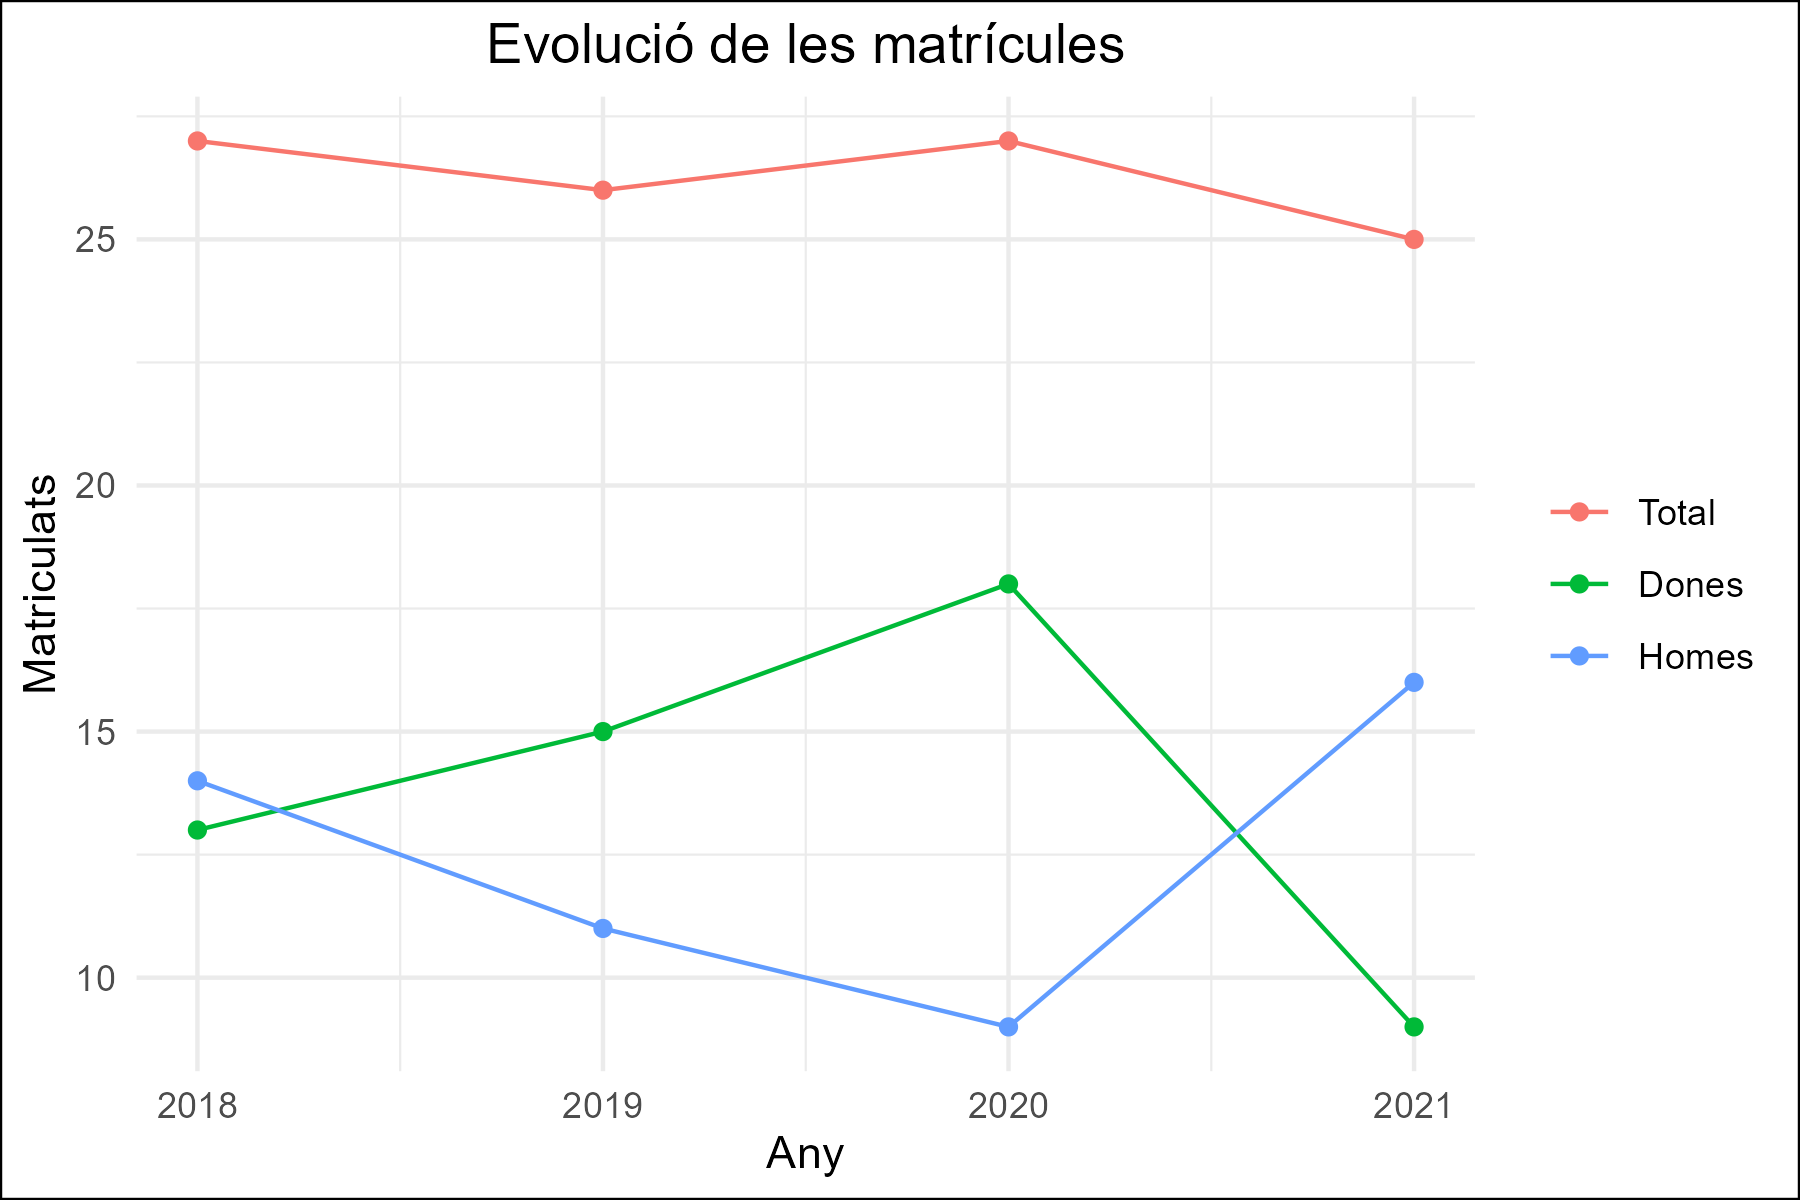 Evolució de les matrícules
Matriculats
25
20
15
10
2018
2019
2020
2021
Any
Total
Dones
Homes